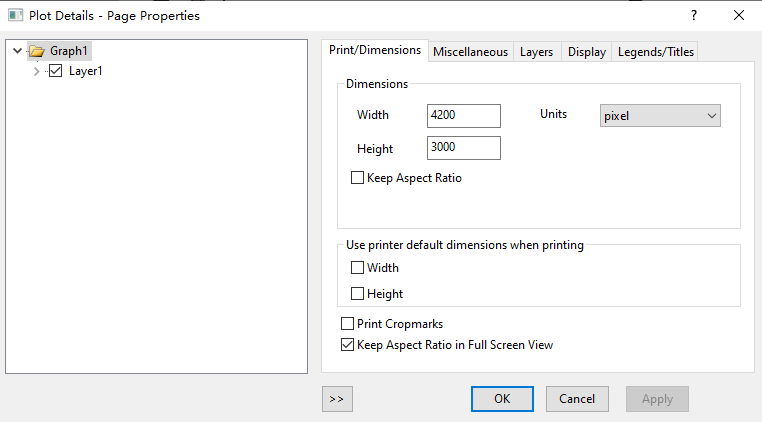 Plot Details - Page Properties
?
Graph1
Layer1
Print/Dimensions Miscellaneous Layers Display Legends/Titles
Dimensions
Width 4200 Units pixel
Height 3000
Keep Aspect Ratio
Use printer default dimensions when printing
Width
Height
Print Cropmarks
Keep Aspect Ratio in Full Screen View
>> OK Cancel Apply